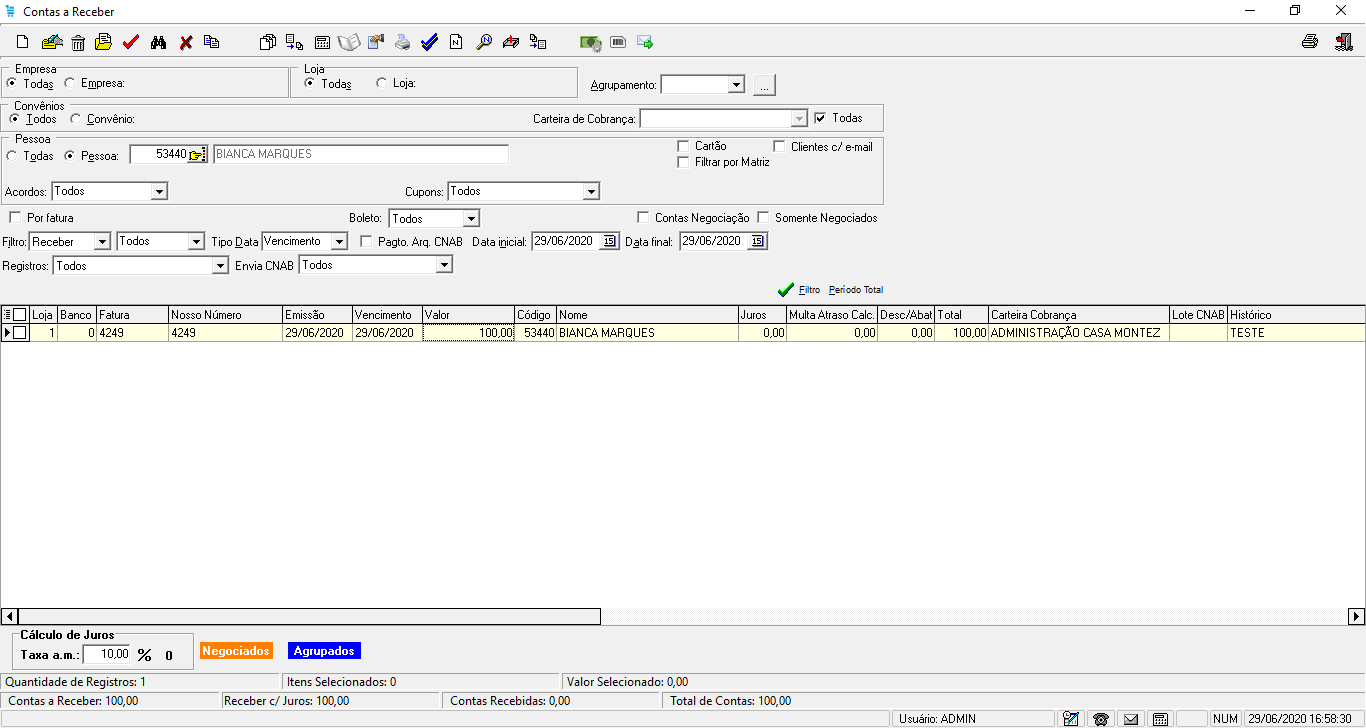 Contas a Receber
Empresa
Todas Empresa:
Loja
Todas Loja:
Agrupamento: ...
Convênios
Todos Convênio:
Carteira de Cobrança: Todas
Pessoa
Todas Pessoa: 53440 BIANCA MARQUES
Cartão Clientes c/ e-mail
Filtrar por Matriz
Acordos: Todos Cupons: Todos
Por fatura Boleto: Todos Contas Negociação Somente Negociados
Filtro: Receber Todos Tipo Data Vencimento Pagto. Arq. CNAB Data inicial: 29/06/2020 15 Data final: 29/06/2020 15
Registros: Todos Envia CNAB Todos
Filtro Período Total
Loja Banco Fatura Nosso Número Emissão Vencimento Valor Código Nome Juros Multa Atraso Calc. Desc/Abat Total Carteira Cobrança Lote CNAB Histórico
1 0 4249 4249 29/06/2020 29/06/2020 100,00 53440 BIANCA MARQUES 0,00 0,00 0,00 100,00 ADMINISTRAÇÃO CASA MONTEZ TESTE
Cálculo de Juros
Taxa a.m.: 10,00 % 0
Negociados Agrupados
Quantidade de Registros: 1 Itens Selecionados: 0 Valor Selecionado: 0,00
Contas a Receber: 100,00 Receber c/ Juros: 100,00 Contas Recebidas: 0,00 Total de Contas: 100,00
Usuário: ADMIN NUM 29/06/2020 16:58:30